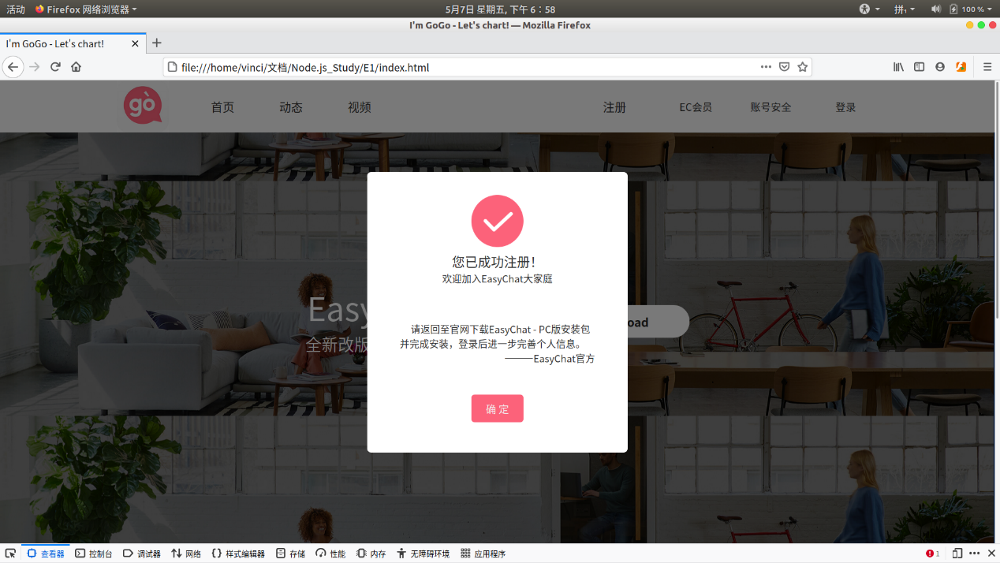 活动 Firefox 网络浏览器 5月7日 星期五, 下午 6：58 拼, 100 %
I'm GoGo - Let's chart! — Mozilla Firefox
I'm GoGo - Let's chart!
file:///home/vinci/文档/Node.js_Study/E1/index.html
gò 首页 动态 视频 注册 EC会员 账号安全 登录
您已成功注册！
欢迎加入EasyChat大家庭
Easy
oad
全新改版
请返回至官网下载EasyChat - PC版安装包
并完成安装，登录后进一步完善个人信息。
———EasyChat官方
确 定
查看器 控制台 调试器 网络 样式编辑器 存储 性能 内存 无障碍环境 应用程序 1